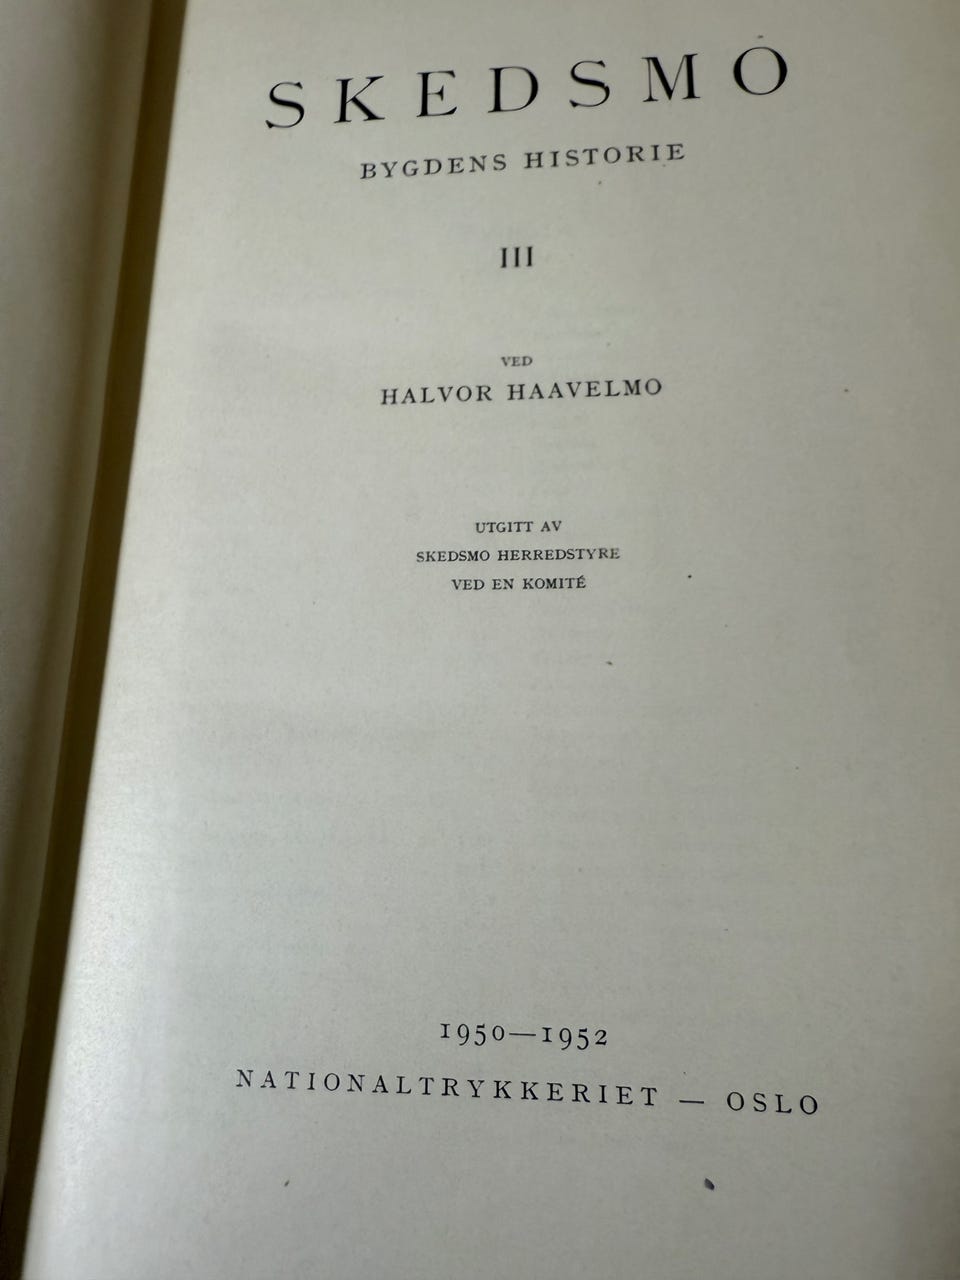 SKEDSMO
BYGDENS HISTORIE
III
VED
HALVOR HAAVELMO
UTGITT AV
SKEDSMO HERREDSTYRE
VED EN KOMITÉ
1950—1952
NATIONALTRYKKERIET — OSLO